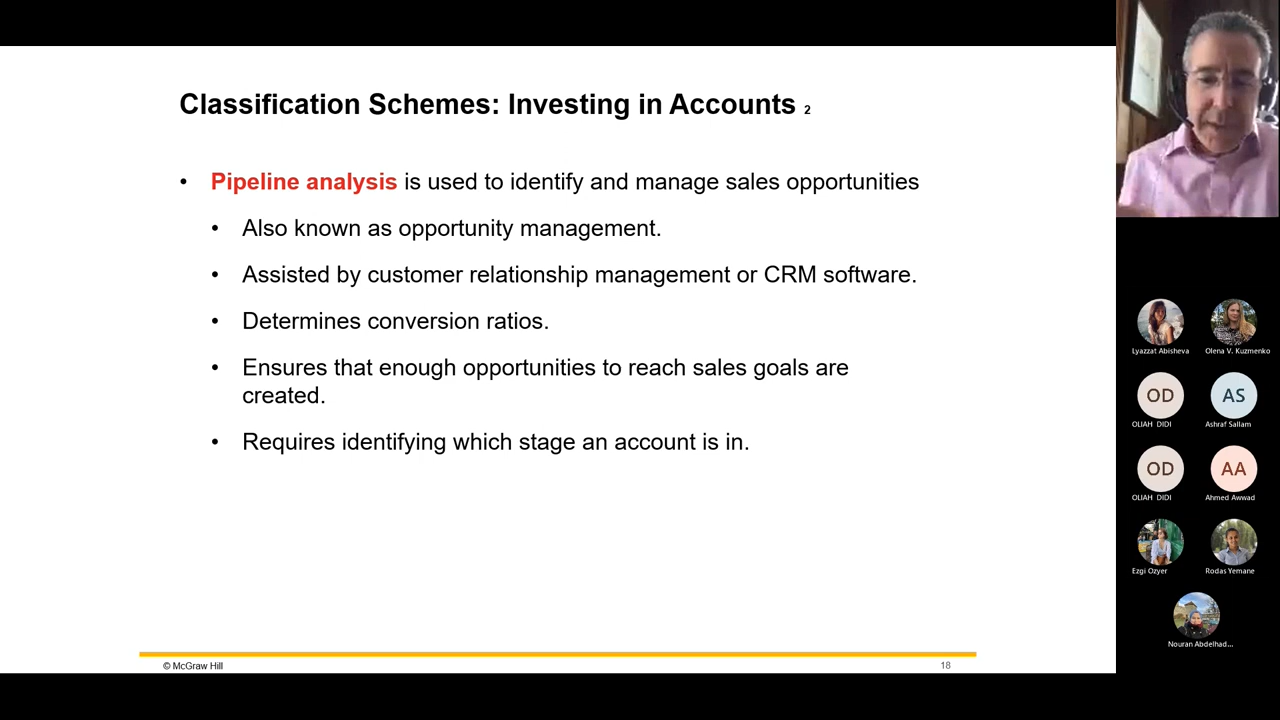 Classification Schemes: Investing in Accounts 2
• Pipeline analysis is used to identify and manage sales opportunities
• Also known as opportunity management.
• Assisted by customer relationship management or CRM software.
• Determines conversion ratios.
• Ensures that enough opportunities to reach sales goals are
created.
• Requires identifying which stage an account is in.
© McGraw Hill
18
Lyazzat Abisheva
Olena V. Kuzmenko
OD
AS
OLIAH DIDI
Ashraf Sallam
OD
AA
OLIAH DIDI
Ahmed Awwad
Ezgi Ozyer
Rodas Yemane
Nouran Abdelhad...